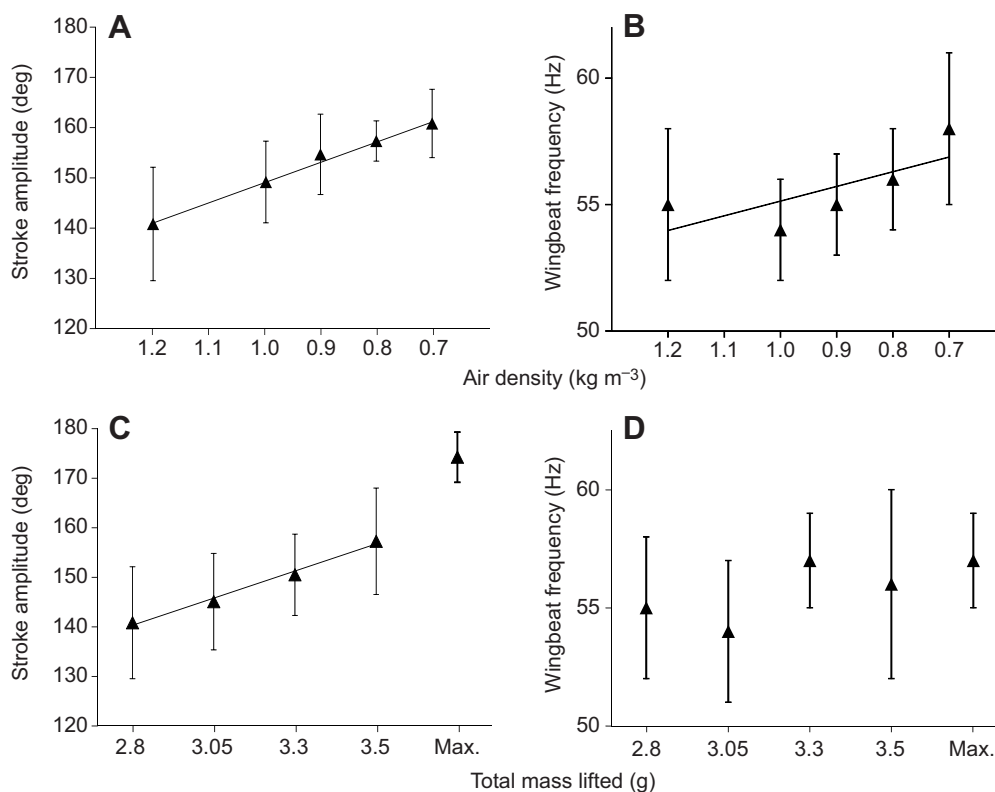 A
Stroke amplitude (deg)
180
170
160
150
140
130
120
1.2 1.1 1.0 0.9 0.8 0.7
B
Wingbeat frequency (Hz)
60
55
50
1.2 1.1 1.0 0.9 0.8 0.7
Air density (kg m⁻³)
C
Stroke amplitude (deg)
180
170
160
150
140
130
120
2.8 3.05 3.3 3.5 Max.
D
Wingbeat frequency (Hz)
60
55
50
2.8 3.05 3.3 3.5 Max.
Total mass lifted (g)